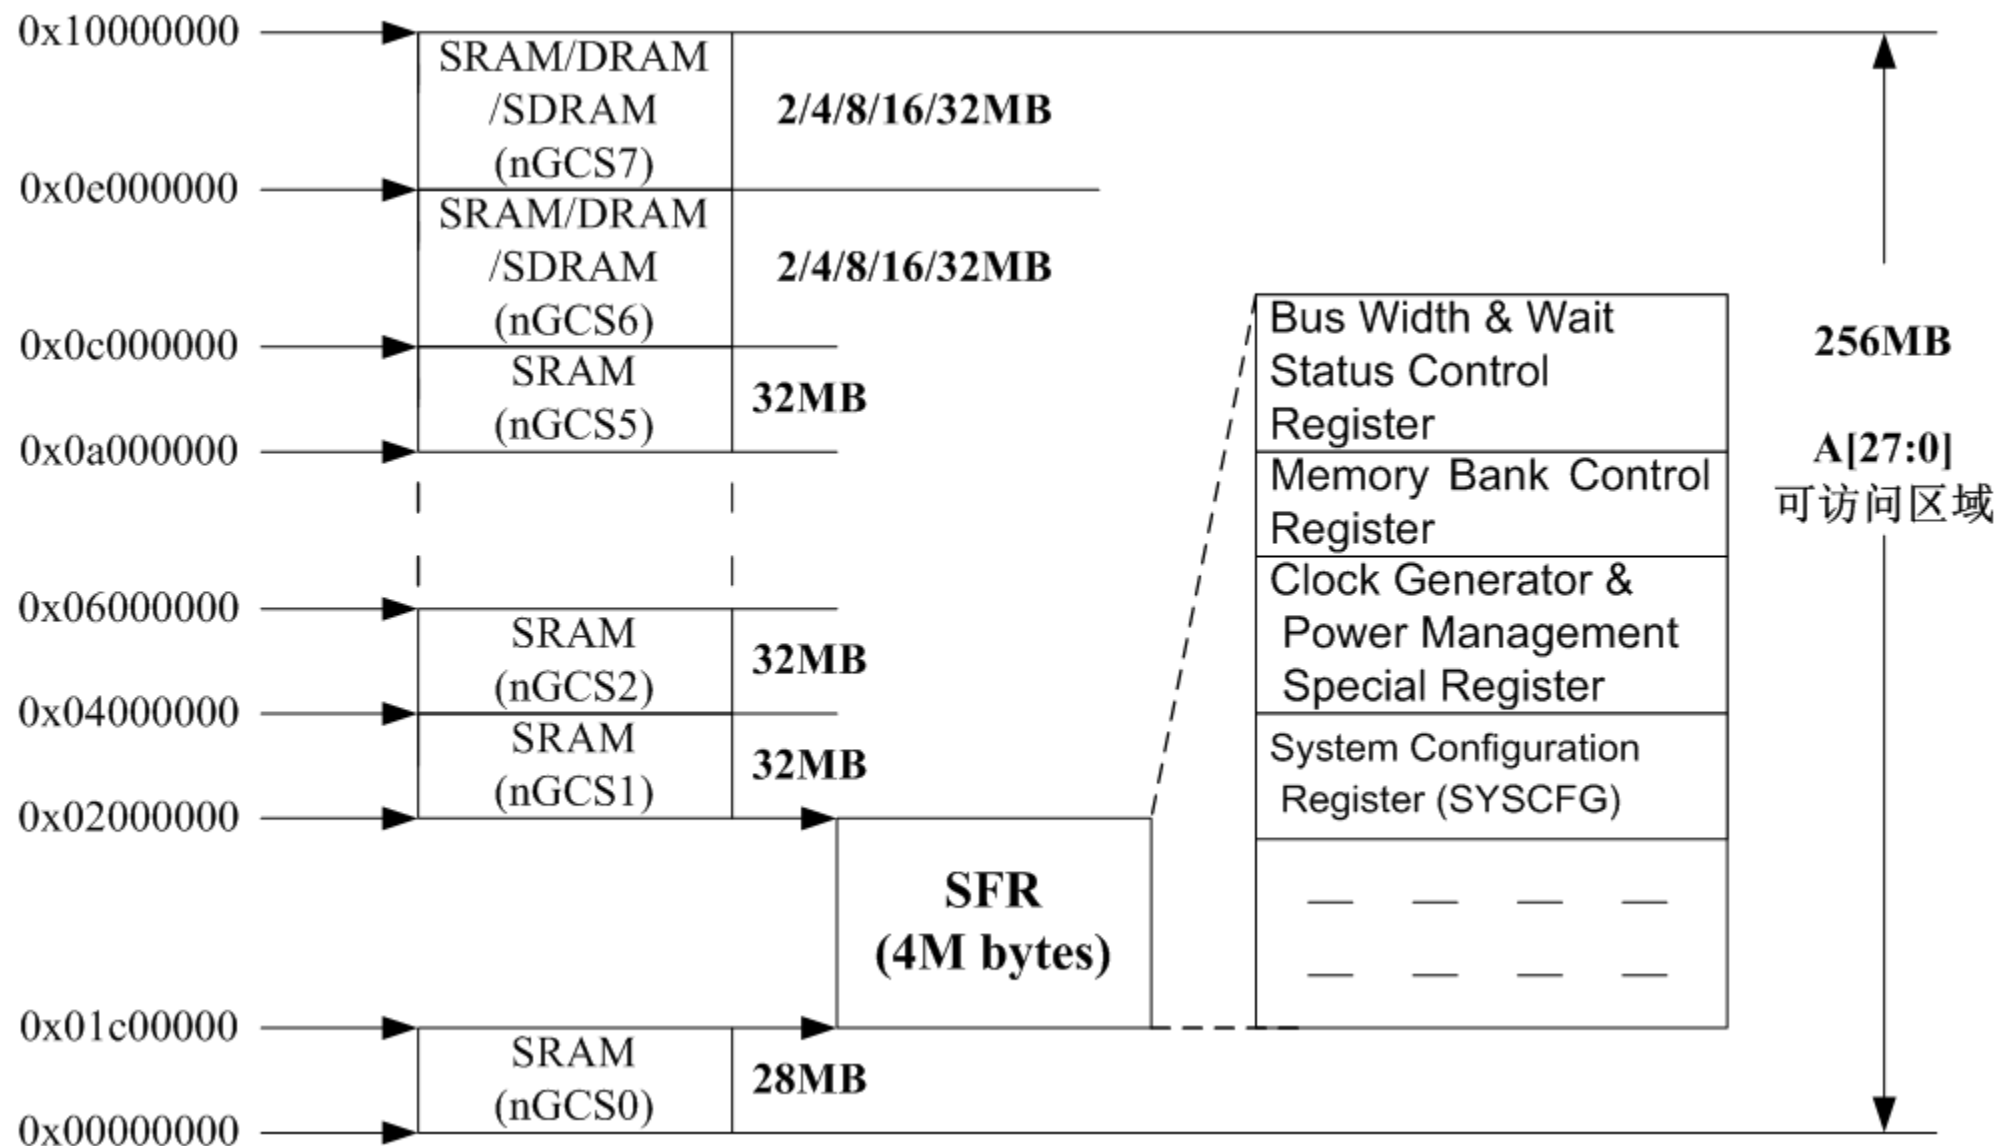 0x10000000
SRAM/DRAM
/SDRAM
(nGCS7)
2/4/8/16/32MB
0x0e000000
SRAM/DRAM
/SDRAM
(nGCS6)
2/4/8/16/32MB
0x0c000000
SRAM
(nGCS5)
32MB
0x0a000000
0x06000000
SRAM
(nGCS2)
32MB
0x04000000
SRAM
(nGCS1)
32MB
0x02000000
SFR
(4M bytes)
0x01c00000
SRAM
(nGCS0)
28MB
0x00000000
Bus Width & Wait
Status Control
Register
Memory Bank Control
Register
Clock Generator &
Power Management
Special Register
System Configuration
Register (SYSCFG)
256MB
A[27:0]
可访问区域